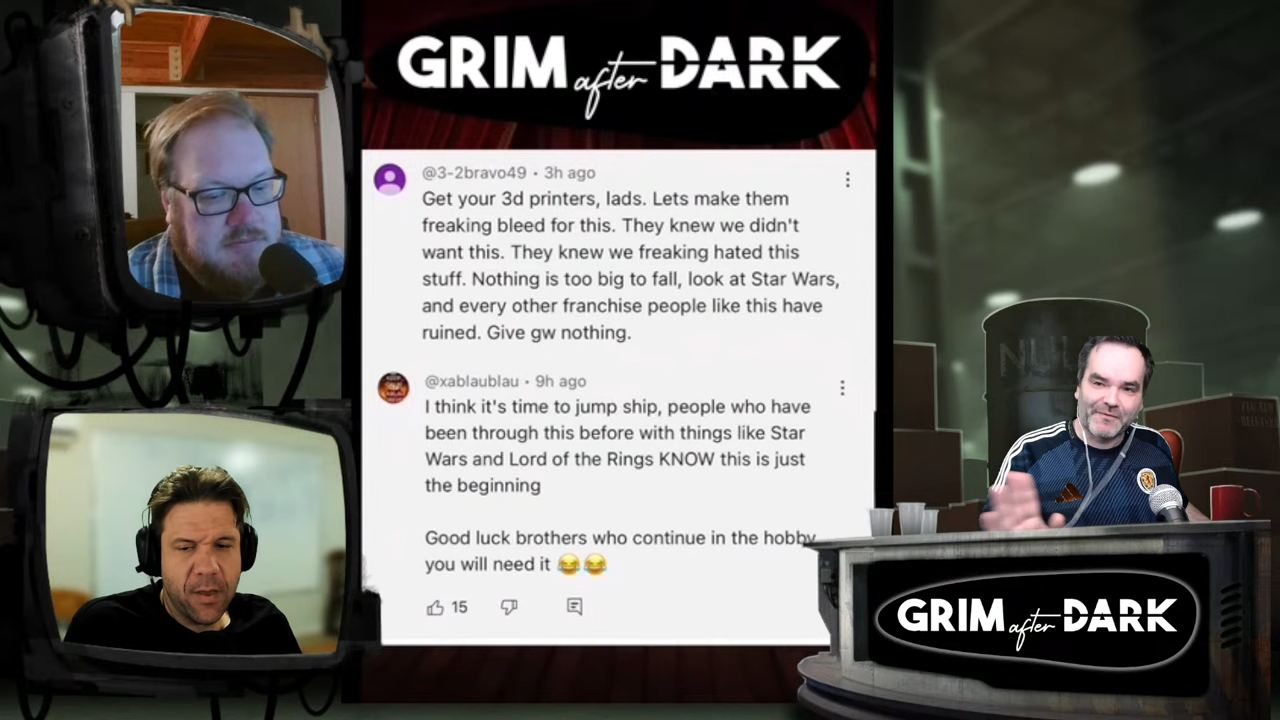 GRIM after DARK
@3-2bravo49 • 3h ago
Get your 3d printers, lads. Lets make them
freaking bleed for this. They knew we didn't
want this. They knew we freaking hated this
stuff. Nothing is too big to fall, look at Star Wars,
and every other franchise people like this have
ruined. Give gw nothing.
@xablaublau • 9h ago
I think it's time to jump ship, people who have
been through this before with things like Star
Wars and Lord of the Rings KNOW this is just
the beginning
Good luck brothers who continue in the hobby
you will need it 😂😂
15
GRIM after DARK